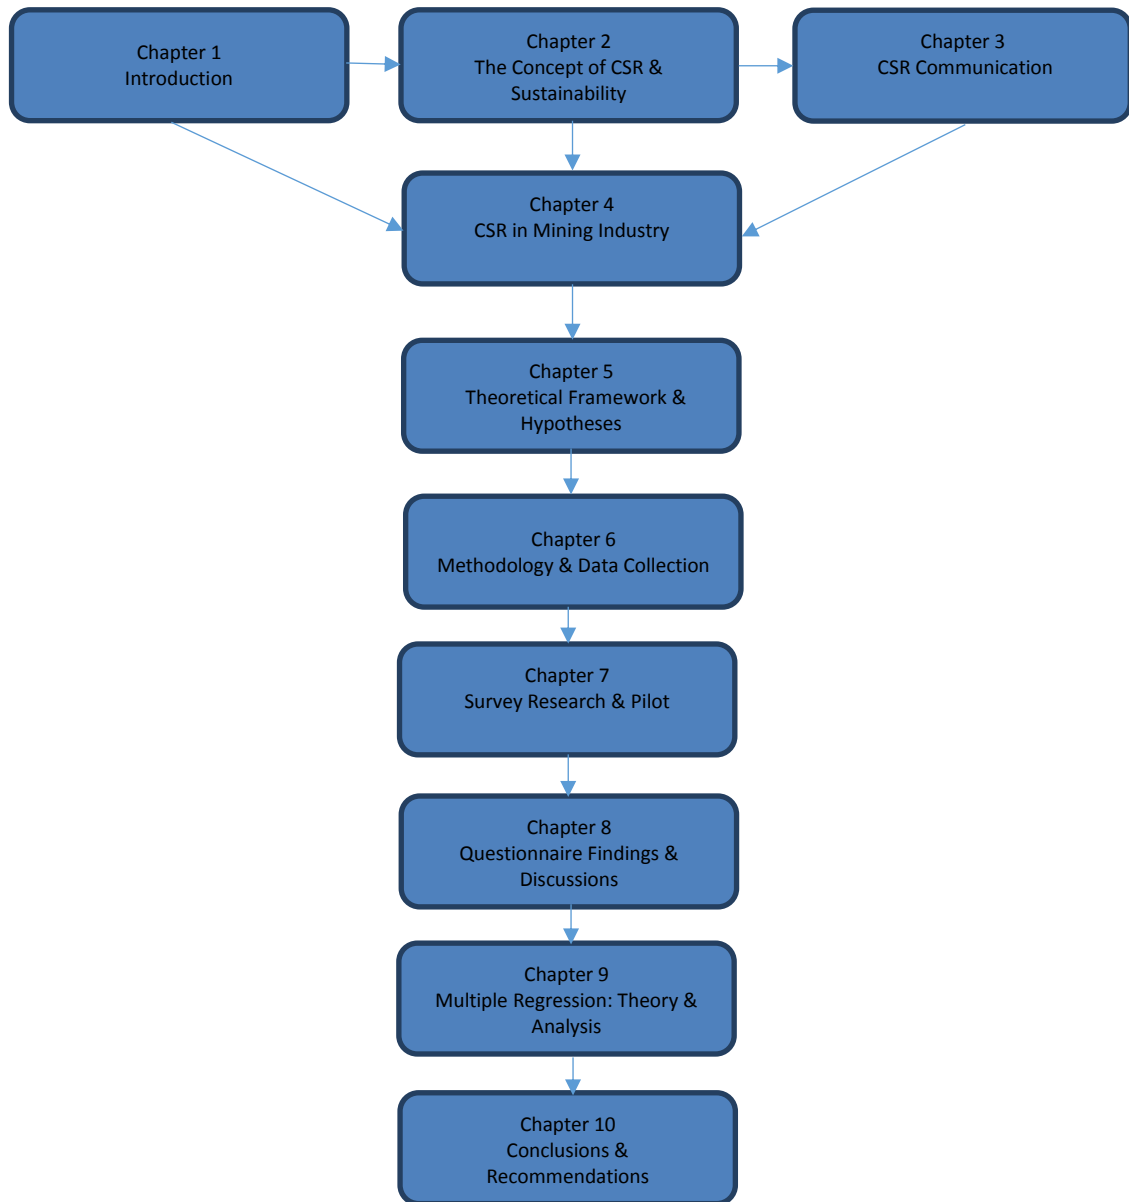 Chapter 1
Introduction
Chapter 2
The Concept of CSR &
Sustainability
Chapter 3
CSR Communication
Chapter 4
CSR in Mining Industry
Chapter 5
Theoretical Framework &
Hypotheses
Chapter 6
Methodology & Data Collection
Chapter 7
Survey Research & Pilot
Chapter 8
Questionnaire Findings &
Discussions
Chapter 9
Multiple Regression: Theory &
Analysis
Chapter 10
Conclusions &
Recommendations